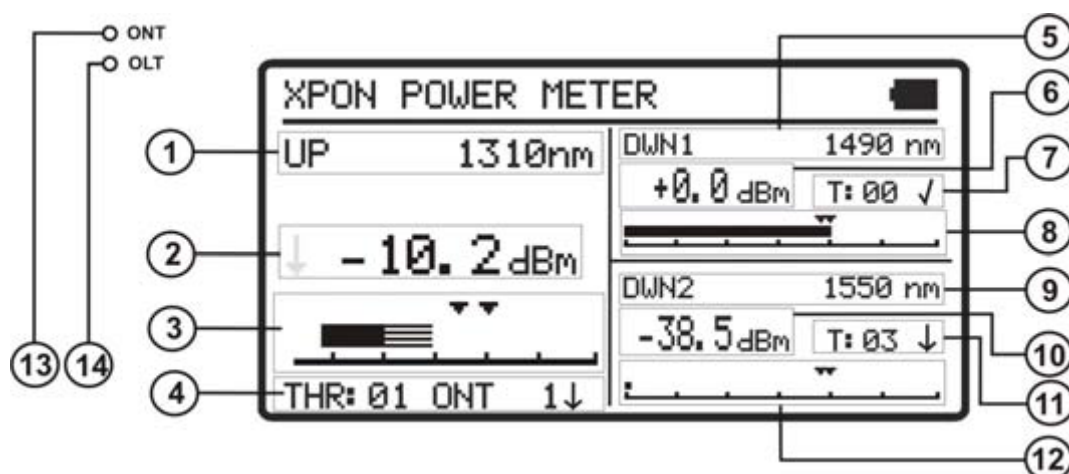 ONT
OLT
XPON POWER METER
UP 1310nm
-10.2 dBm
THR: 01 ONT 1↓
DWN1 1490 nm
+0.0 dBm T: 00 √
DWN2 1550 nm
-38.5 dBm T: 03 ↓
1
2
3
4
13
14
5
6
7
8
9
10
11
12